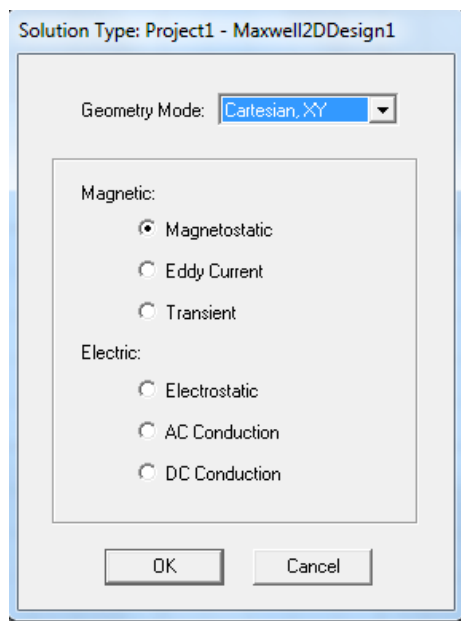 Solution Type: Project1 - Maxwell2DDesign1
Geometry Mode: Cartesian, XY
Magnetic:
Magnetostatic
Eddy Current
Transient
Electric:
Electrostatic
AC Conduction
DC Conduction
OK Cancel